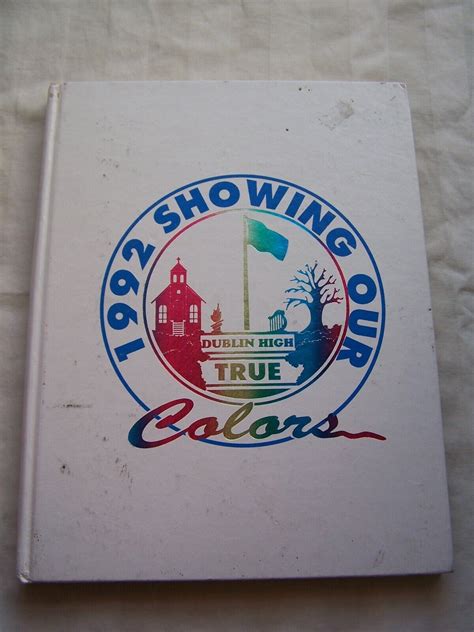 1992 SHOWING OUR
DUBLIN HIGH
TRUE
Colors